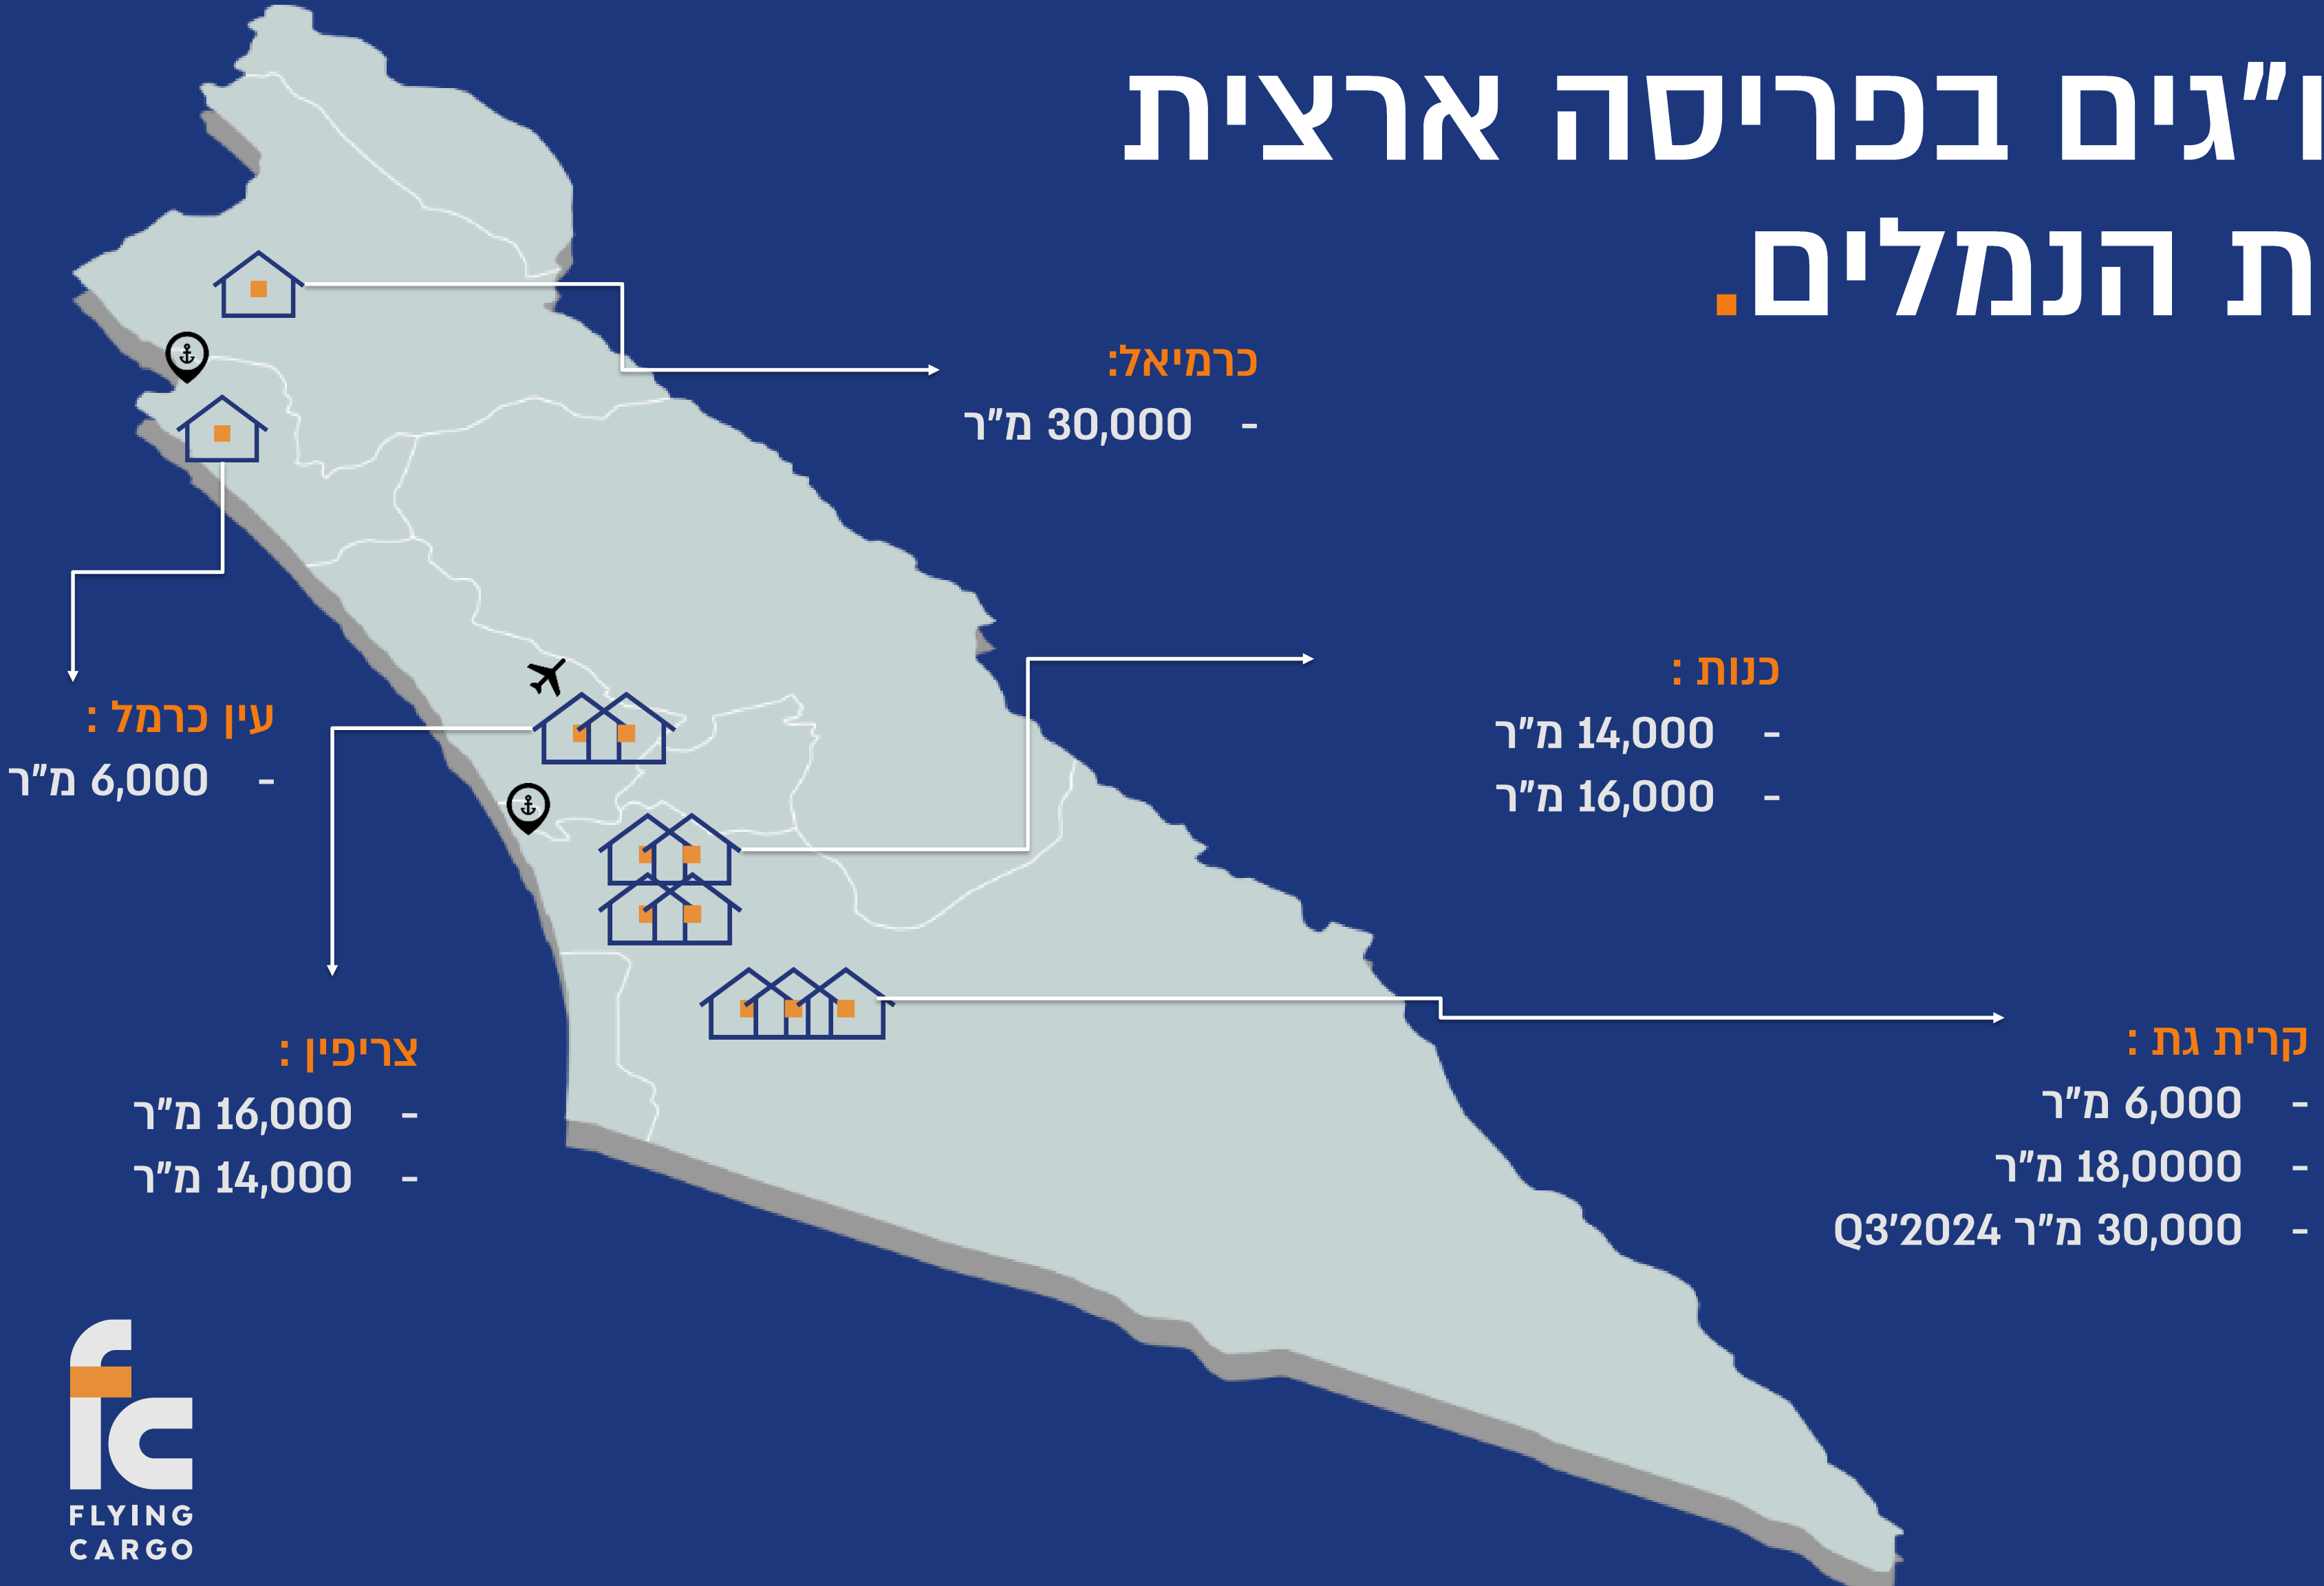 ו"גים בפריסה ארצית
ת הנמלים.
כרמיאל:
- 30,000 מ"ר
כנות :
- 14,000 מ"ר
- 16,000 מ"ר
עין כרמל :
- 6,000 מ"ר
קרית גת :
- 6,000 מ"ר
- 18,0000 מ"ר
- 30,000 מ"ר Q3'2024
צריפין :
- 16,000 מ"ר
- 14,000 מ"ר
fc
FLYING
CARGO